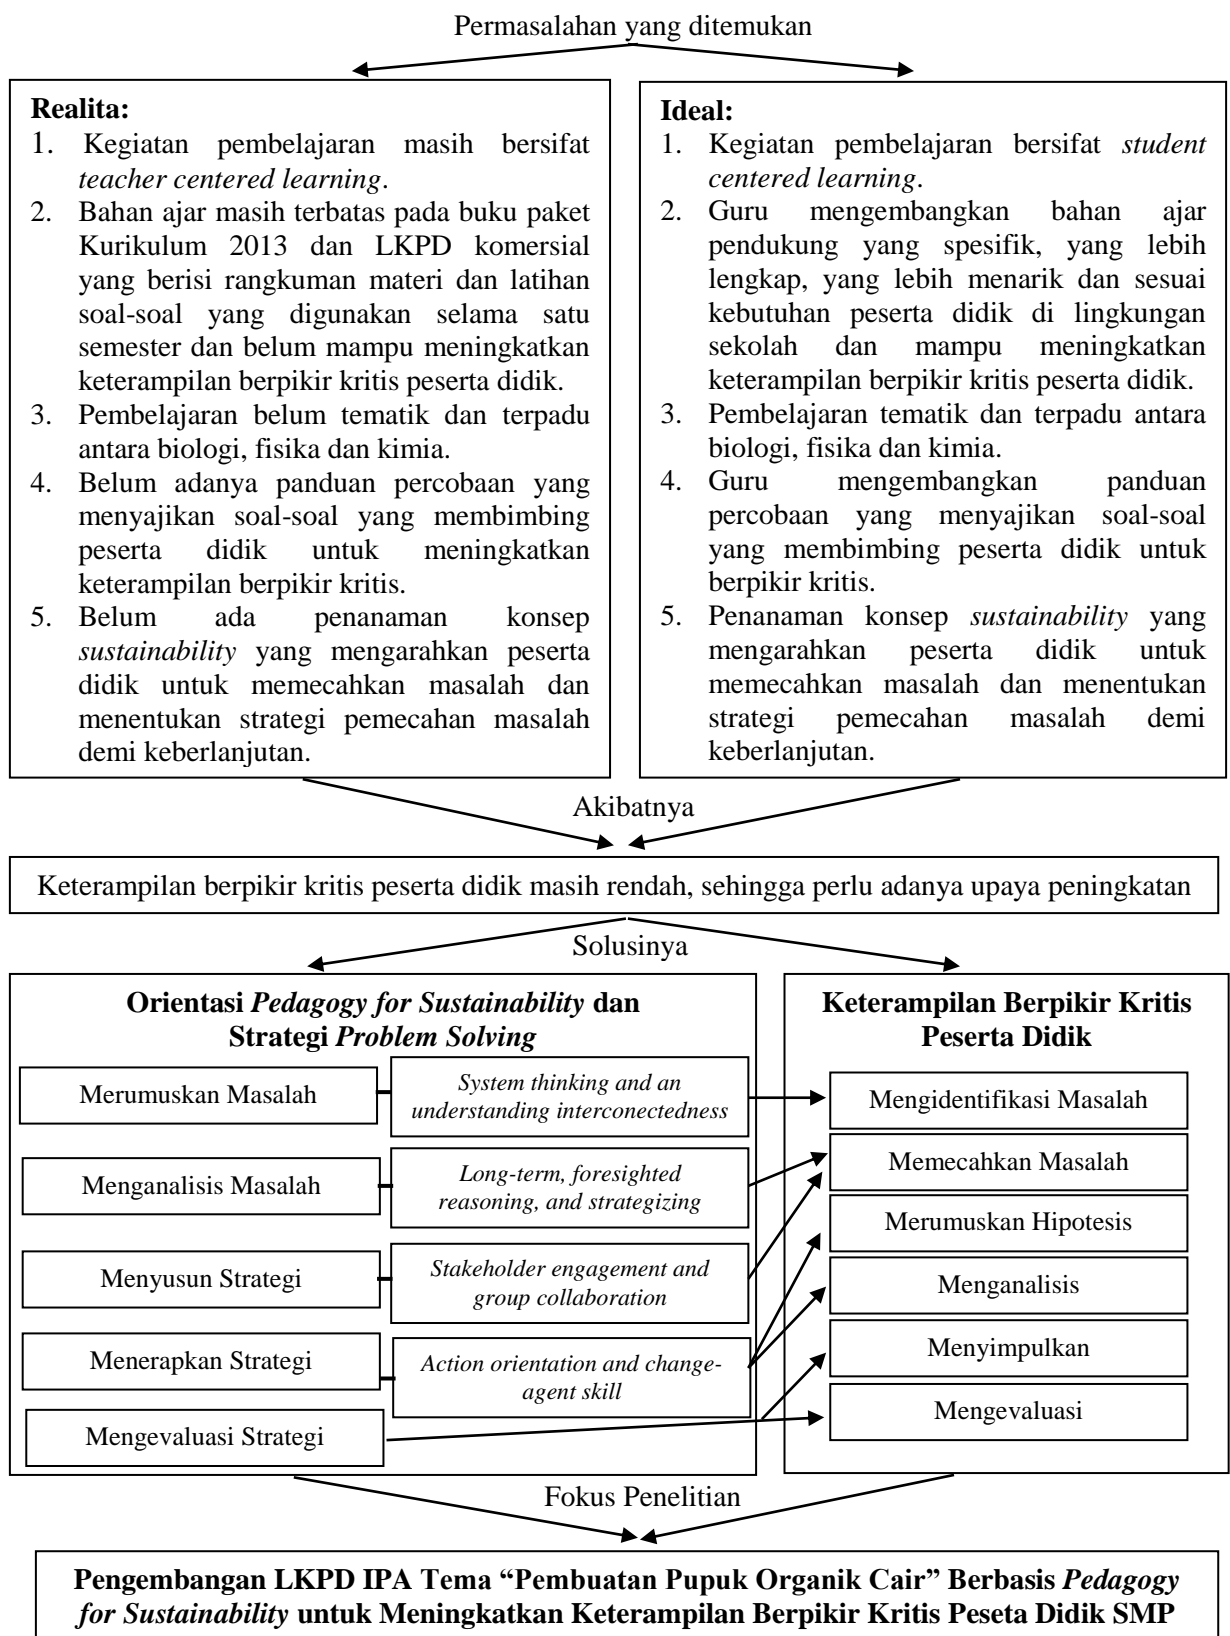 Permasalahan yang ditemukan
Realita:
1. Kegiatan pembelajaran masih bersifat
teacher centered learning.
2. Bahan ajar masih terbatas pada buku paket
Kurikulum 2013 dan LKPD komersial
yang berisi rangkuman materi dan latihan
soal-soal yang digunakan selama satu
semester dan belum mampu meningkatkan
keterampilan berpikir kritis peserta didik.
3. Pembelajaran belum tematik dan terpadu
antara biologi, fisika dan kimia.
4. Belum adanya panduan percobaan yang
menyajikan soal-soal yang membimbing
peserta didik untuk meningkatkan
keterampilan berpikir kritis.
5. Belum ada penanaman konsep
sustainability yang mengarahkan peserta
didik untuk memecahkan masalah dan
menentukan strategi pemecahan masalah
demi keberlanjutan.
Ideal:
1. Kegiatan pembelajaran bersifat student
centered learning.
2. Guru mengembangkan bahan ajar
pendukung yang spesifik, yang lebih
lengkap, yang lebih menarik dan sesuai
kebutuhan peserta didik di lingkungan
sekolah dan mampu meningkatkan
keterampilan berpikir kritis peserta didik.
3. Pembelajaran tematik dan terpadu antara
biologi, fisika dan kimia.
4. Guru mengembangkan panduan
percobaan yang menyajikan soal-soal
yang membimbing peserta didik untuk
berpikir kritis.
5. Penanaman konsep sustainability yang
mengarahkan peserta didik untuk
memecahkan masalah dan menentukan
strategi pemecahan masalah demi
keberlanjutan.
Akibatnya
Keterampilan berpikir kritis peserta didik masih rendah, sehingga perlu adanya upaya peningkatan
Solusinya
Orientasi Pedagogy for Sustainability dan
Strategi Problem Solving
Merumuskan Masalah
System thinking and an
understanding interconectedness
Menganalisis Masalah
Long-term, foresighted
reasoning, and strategizing
Menyusun Strategi
Stakeholder engagement and
group collaboration
Menerapkan Strategi
Action orientation and change-
agent skill
Mengevaluasi Strategi
Keterampilan Berpikir Kritis
Peserta Didik
Mengidentifikasi Masalah
Memecahkan Masalah
Merumuskan Hipotesis
Menganalisis
Menyimpulkan
Mengevaluasi
Fokus Penelitian
Pengembangan LKPD IPA Tema “Pembuatan Pupuk Organik Cair” Berbasis Pedagogy
for Sustainability untuk Meningkatkan Keterampilan Berpikir Kritis Peseta Didik SMP